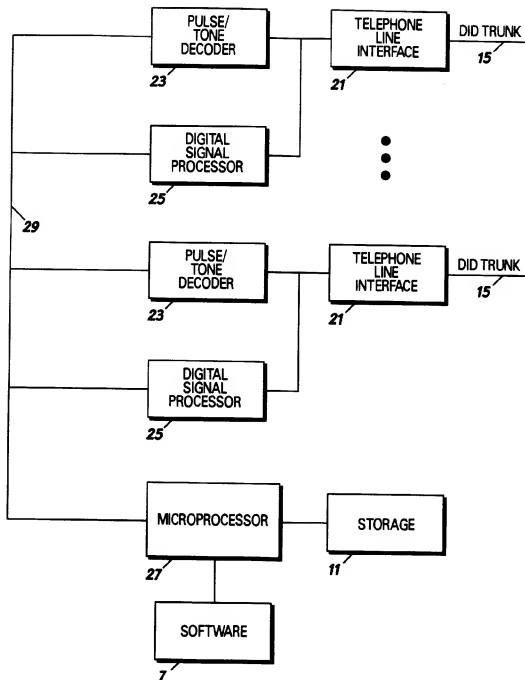 PULSE/
TONE
DECODER
23
TELEPHONE
LINE
INTERFACE
21
DID TRUNK
15
DIGITAL
SIGNAL
PROCESSOR
25
29
PULSE/
TONE
DECODER
23
TELEPHONE
LINE
INTERFACE
21
DID TRUNK
15
DIGITAL
SIGNAL
PROCESSOR
25
MICROPROCESSOR
27
STORAGE
11
SOFTWARE
7